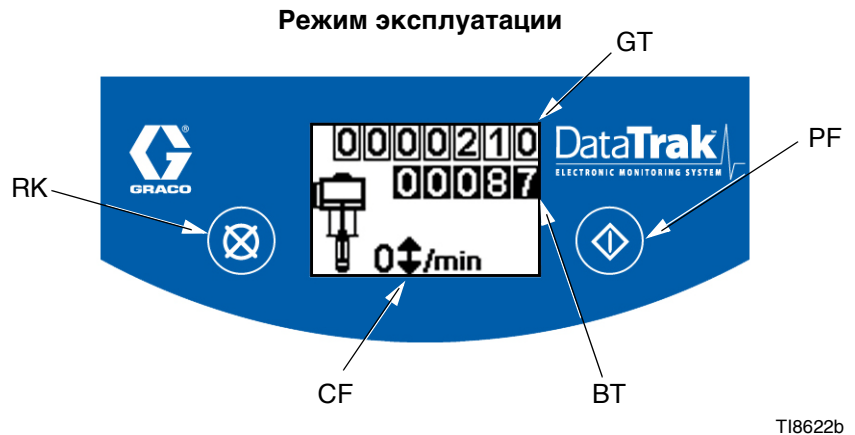 Режим эксплуатации
GT
0000210
DataTrak
ELECTRONIC MONITORING SYSTEM
PF
GRACO
00087
RK
0 /min
CF
BT
TI8622b